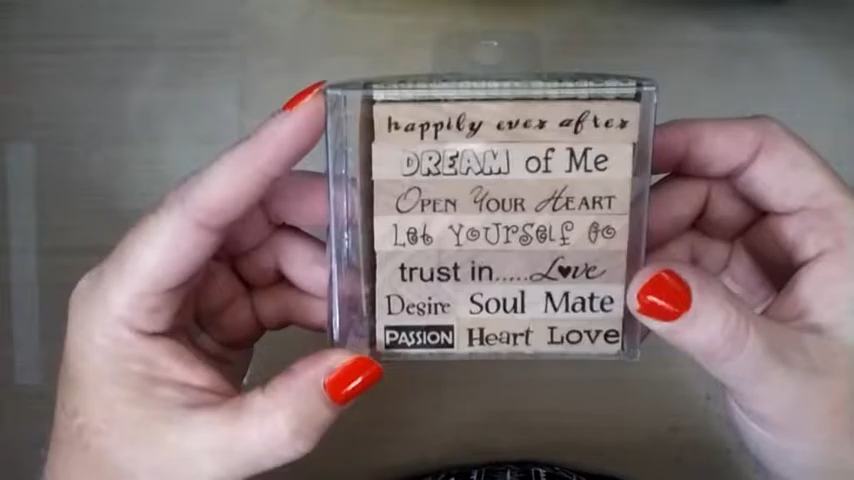 happily ever after
DREAM of Me
OPEN YOUR HEART
Let YoUrSelf Go
trust in.....Love
Desire Soul Mate
PASSION Heart Love